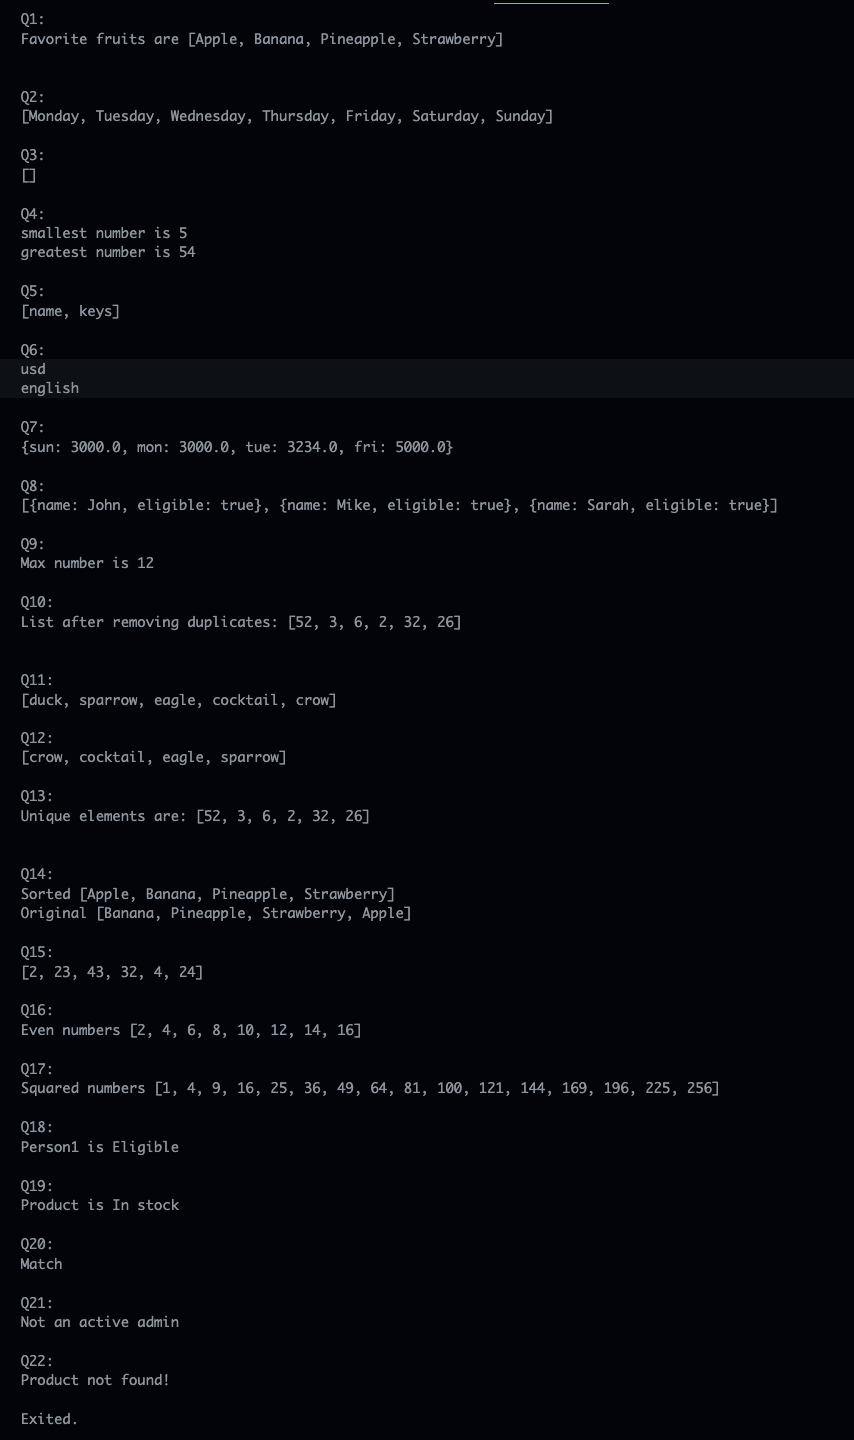 Q1:
Favorite fruits are [Apple, Banana, Pineapple, Strawberry]
Q2:
[Monday, Tuesday, Wednesday, Thursday, Friday, Saturday, Sunday]
Q3:
[]
Q4:
smallest number is 5
greatest number is 54
Q5:
[name, keys]
Q6:
usd
english
Q7:
{sun: 3000.0, mon: 3000.0, tue: 3234.0, fri: 5000.0}
Q8:
[{name: John, eligible: true}, {name: Mike, eligible: true}, {name: Sarah, eligible: true}]
Q9:
Max number is 12
Q10:
List after removing duplicates: [52, 3, 6, 2, 32, 26]
Q11:
[duck, sparrow, eagle, cocktail, crow]
Q12:
[crow, cocktail, eagle, sparrow]
Q13:
Unique elements are: [52, 3, 6, 2, 32, 26]
Q14:
Sorted [Apple, Banana, Pineapple, Strawberry]
Original [Banana, Pineapple, Strawberry, Apple]
Q15:
[2, 23, 43, 32, 4, 24]
Q16:
Even numbers [2, 4, 6, 8, 10, 12, 14, 16]
Q17:
Squared numbers [1, 4, 9, 16, 25, 36, 49, 64, 81, 100, 121, 144, 169, 196, 225, 256]
Q18:
Person1 is Eligible
Q19:
Product is In stock
Q20:
Match
Q21:
Not an active admin
Q22:
Product not found!
Exited.